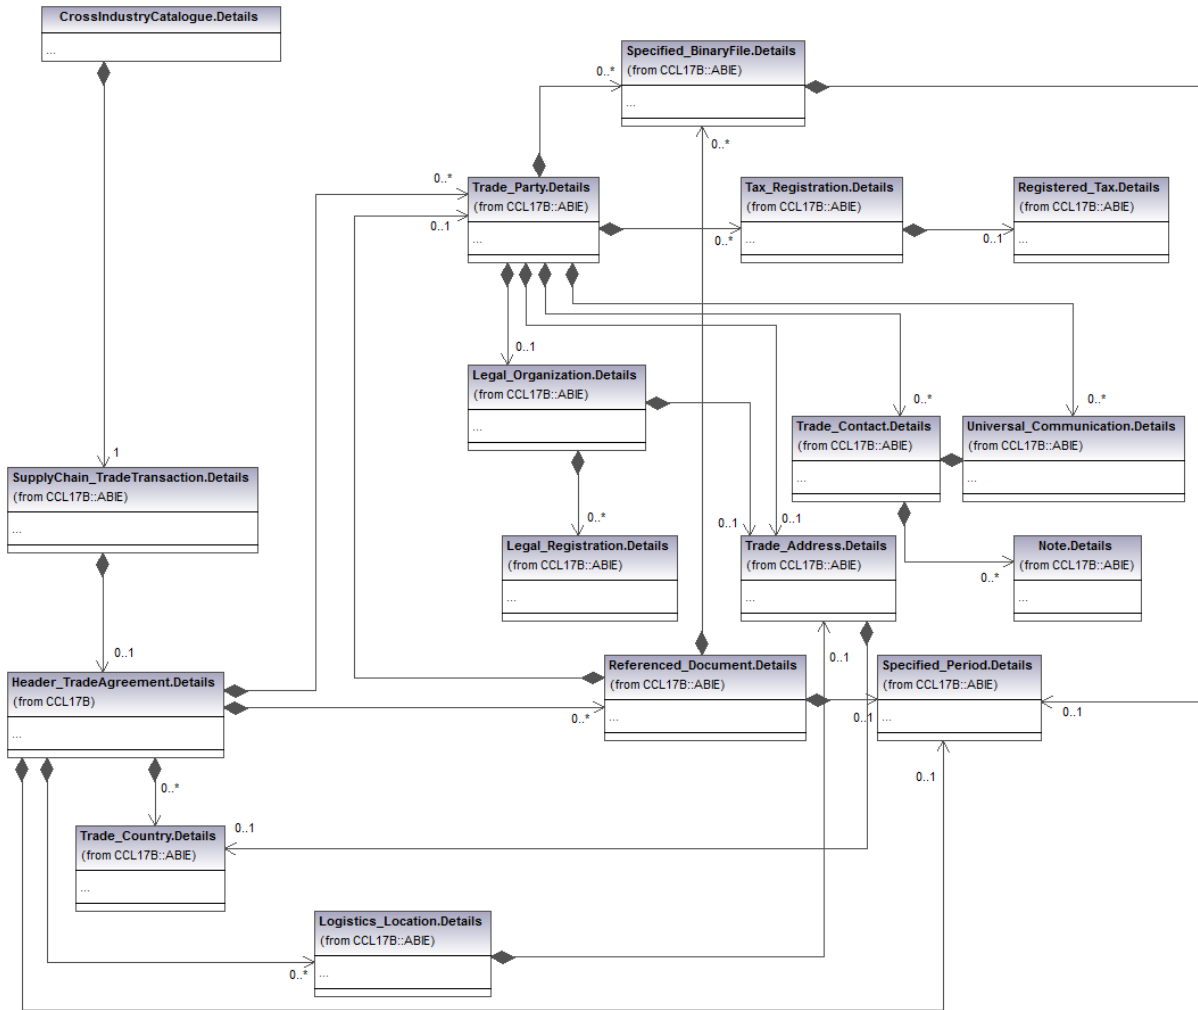 CrossIndustryCatalogue.Details
...
Specified_BinaryFile.Details
(from CCL17B::ABIE)
...
0..*
0..*
0..*
Trade_Party.Details
(from CCL17B::ABIE)
...
0..1
Tax_Registration.Details
(from CCL17B::ABIE)
...
0..*
Registered_Tax.Details
(from CCL17B::ABIE)
...
0..1
0..1
Legal_Organization.Details
(from CCL17B::ABIE)
...
0..*
0..*
Trade_Contact.Details
(from CCL17B::ABIE)
...
Universal_Communication.Details
(from CCL17B::ABIE)
...
1
SupplyChain_TradeTransaction.Details
(from CCL17B::ABIE)
...
0..*
0..1
0..1
Legal_Registration.Details
(from CCL17B::ABIE)
...
Trade_Address.Details
(from CCL17B::ABIE)
...
Note.Details
(from CCL17B::ABIE)
...
0..*
0..1
0..1
Header_TradeAgreement.Details
(from CCL17B)
...
Referenced_Document.Details
(from CCL17B::ABIE)
...
0..*
Specified_Period.Details
(from CCL17B::ABIE)
...
0..1
0..1
0..1
0..*
Trade_Country.Details
(from CCL17B::ABIE)
...
0..1
Logistics_Location.Details
(from CCL17B::ABIE)
...
0..*